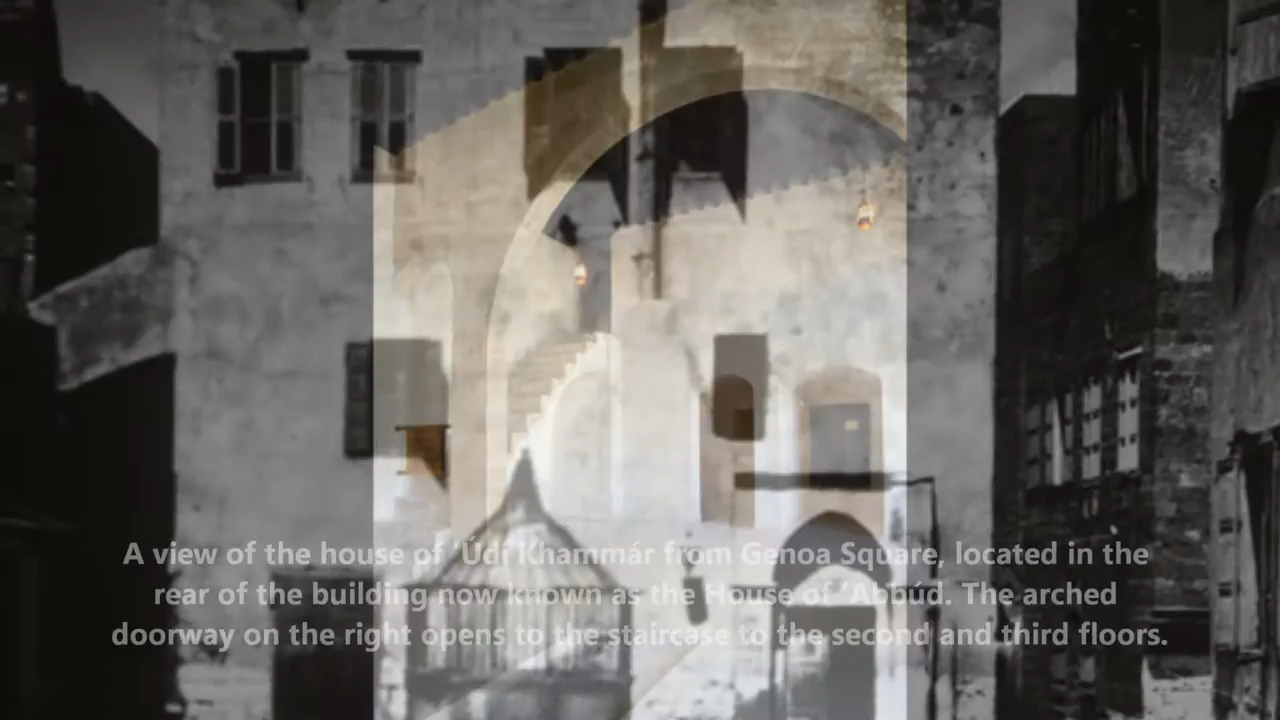 A view of the house of ʻÚdí Khammár from Genoa Square, located in the
rear of the building now known as the House of ʻAbbúd. The arched
doorway on the right opens to the staircase to the second and third floors.